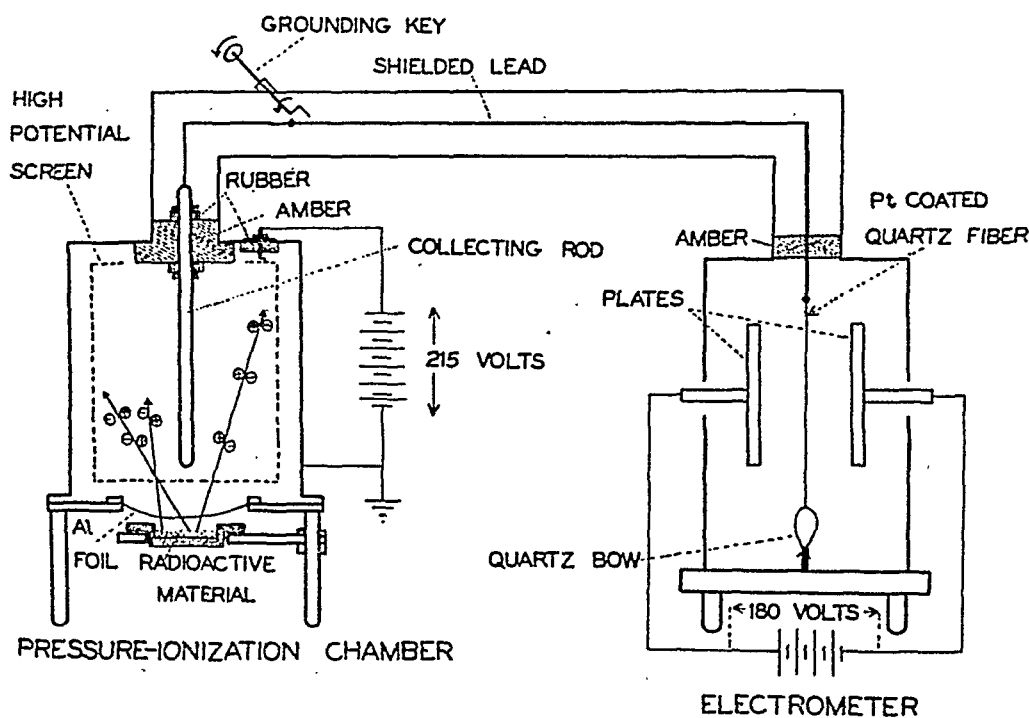 GROUNDING KEY
SHIELDED LEAD
HIGH
POTENTIAL
SCREEN
RUBBER
AMBER
COLLECTING ROD
Pt COATED
QUARTZ FIBER
AMBER
PLATES
215 VOLTS
Al
FOIL
RADIOACTIVE
MATERIAL
QUARTZ BOW
180 VOLTS
PRESSURE-IONIZATION CHAMBER
ELECTROMETER